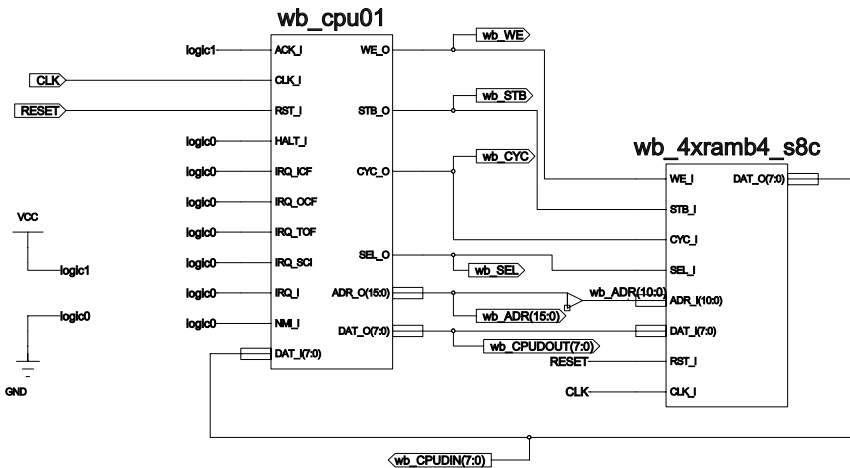 wb_cpu01
logic1
ACK_I
WE_O
wb_WE
CLK
CLK_I
RESET
RST_I
STB_O
wb_STB
logic0
HALT_I
logic0
IRQ_ICF
CYC_O
wb_CYC
wb_4xramb4_s8c
WE_I
DAT_O(7:0)
logic0
IRQ_OCF
STB_I
VCC
logic0
IRQ_TOF
CYC_I
logic0
IRQ_SCI
SEL_O
wb_SEL
SEL_I
logic1
logic0
IRQ_I
ADR_O(15:0)
wb_ADR(10:0)
ADR_I(10:0)
logic0
logic0
NMI_I
wb_ADR(15:0)
DAT_O(7:0)
DAT_I(7:0)
DAT_I(7:0)
wb_CPUDOUT(7:0)
RESET
RST_I
GND
CLK
CLK_I
wb_CPUDIN(7:0)